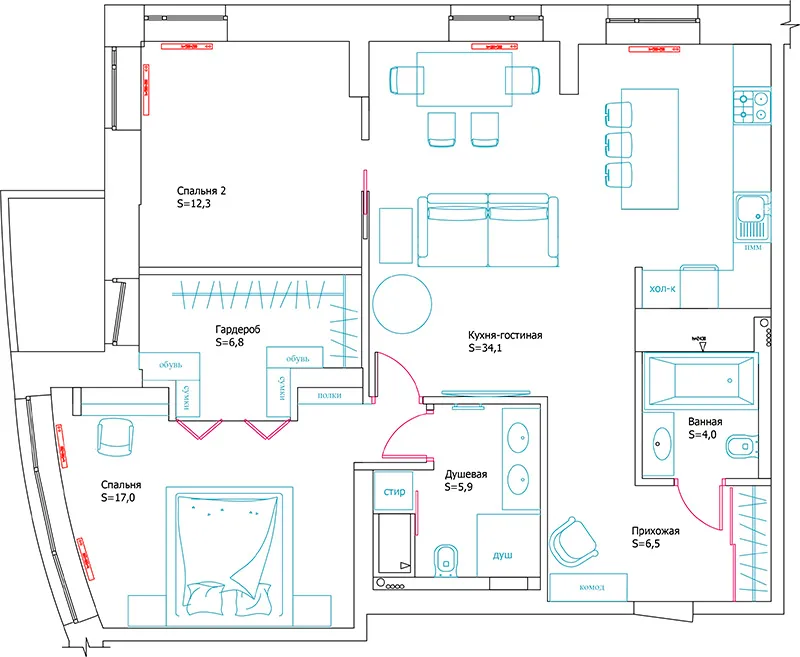 Спальня 2
S=12,3
пмм
хол-к
Гардероб
S=6,8
Кухня-гостиная
S=34,1
обувь
обувь
сумки
сумки
полки
Ванная
S=4,0
Спальня
S=17,0
Душевая
S=5,9
стир
душ
Прихожая
S=6,5
комод